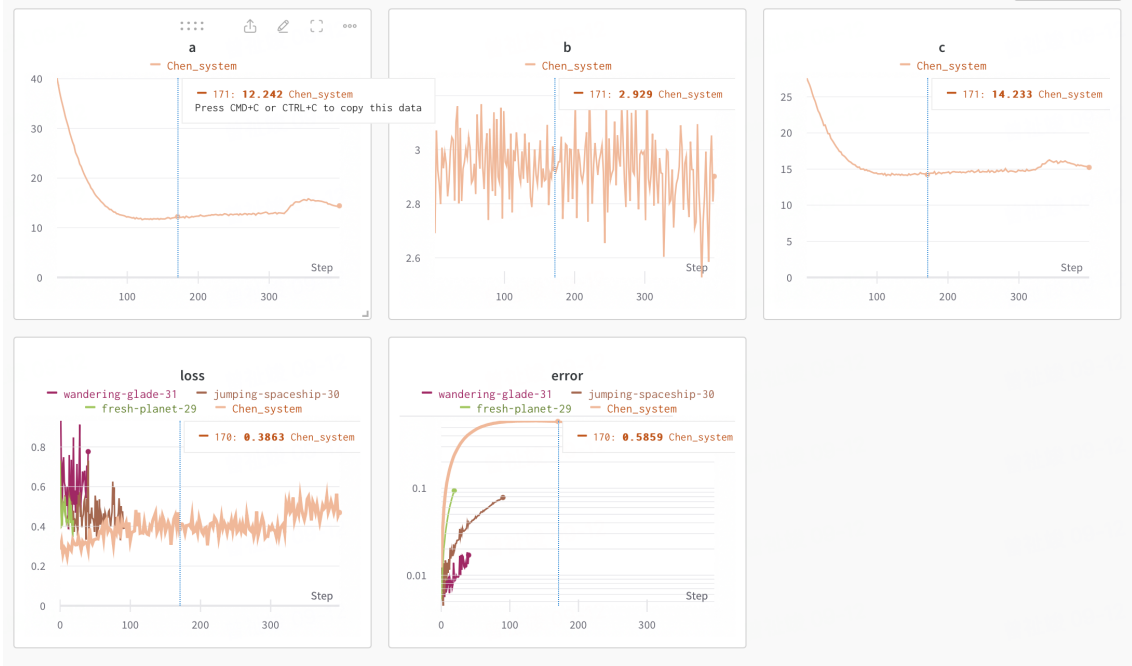 a
Chen_system
40
30
20
10
0
171: 12.242 Chen_system
Press CMD+C or CTRL+C to copy this data
Step
100 200 300
b
Chen_system
3
2.8
2.6
171: 2.929 Chen_system
Step
100 200 300
c
Chen_system
25
20
15
10
5
0
171: 14.233 Chen_system
Step
100 200 300
loss
wandering-glade-31 jumping-spaceship-30
fresh-planet-29 Chen_system
0.8
0.6
0.4
0.2
0
170: 0.3863 Chen_system
Step
0 100 200 300
error
wandering-glade-31 jumping-spaceship-30
fresh-planet-29 Chen_system
0.1
0.01
170: 0.5859 Chen_system
Step
0 100 200 300